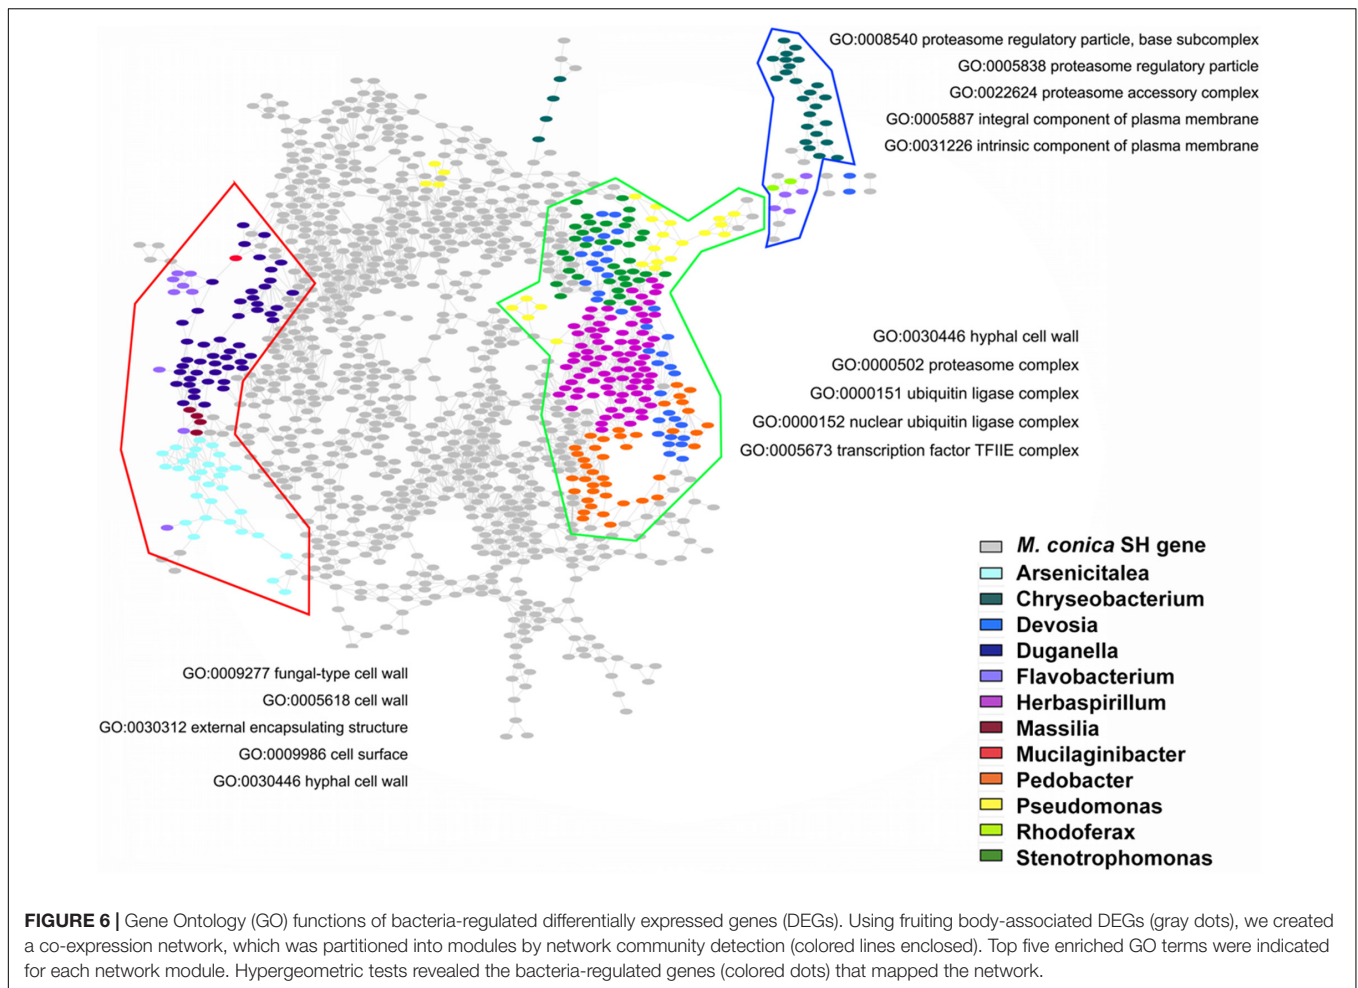 GO:0008540 proteasome regulatory particle, base subcomplex
GO:0005838 proteasome regulatory particle
GO:0022624 proteasome accessory complex
GO:0005887 integral component of plasma membrane
GO:0031226 intrinsic component of plasma membrane
GO:0030446 hyphal cell wall
GO:0000502 proteasome complex
GO:0000151 ubiquitin ligase complex
GO:0000152 nuclear ubiquitin ligase complex
GO:0005673 transcription factor TFIIE complex
GO:0009277 fungal-type cell wall
GO:0005618 cell wall
GO:0030312 external encapsulating structure
GO:0009986 cell surface
GO:0030446 hyphal cell wall
M. conica SH gene
Arsenicitalea
Chryseobacterium
Devosia
Duganella
Flavobacterium
Herbaspirillum
Massilia
Mucilaginibacter
Pedobacter
Pseudomonas
Rhodoferax
Stenotrophomonas
FIGURE 6 | Gene Ontology (GO) functions of bacteria-regulated differentially expressed genes (DEGs). Using fruiting body-associated DEGs (gray dots), we created
a co-expression network, which was partitioned into modules by network community detection (colored lines enclosed). Top five enriched GO terms were indicated
for each network module. Hypergeometric tests revealed the bacteria-regulated genes (colored dots) that mapped the network.